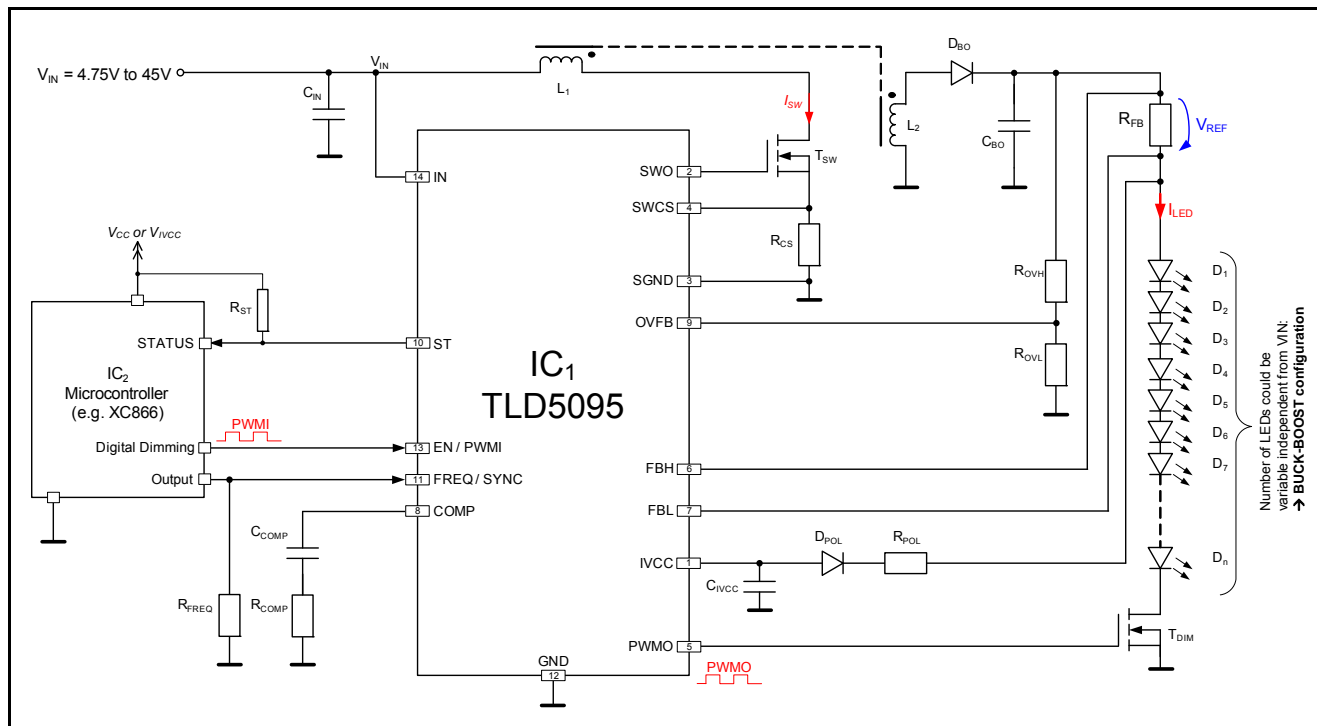 V_IN = 4.75V to 45V
C_IN
V_IN
L_1
I_SW
T_SW
R_CS
L_2
D_BO
C_BO
R_FB
V_REF
I_LED
R_OVH
R_OVL
D_1
D_2
D_3
D_4
D_5
D_6
D_7
D_n
Number of LEDs could be
variable independent from VIN:
→ BUCK-BOOST configuration
T_DIM
IC_1
TLD5095
14 IN
10 ST
13 EN / PWMI
11 FREQ / SYNC
8 COMP
SWO 2
SWCS 4
SGND 3
OVFB 9
FBH 6
FBL 7
IVCC 1
PWMO 5
GND
12
PWMO
C_IVCC
D_POL
R_POL
V_CC or V_IVCC
R_ST
STATUS
IC_2
Microcontroller
(e.g. XC866)
Digital Dimming
Output
PWMI
C_COMP
R_FREQ
R_COMP